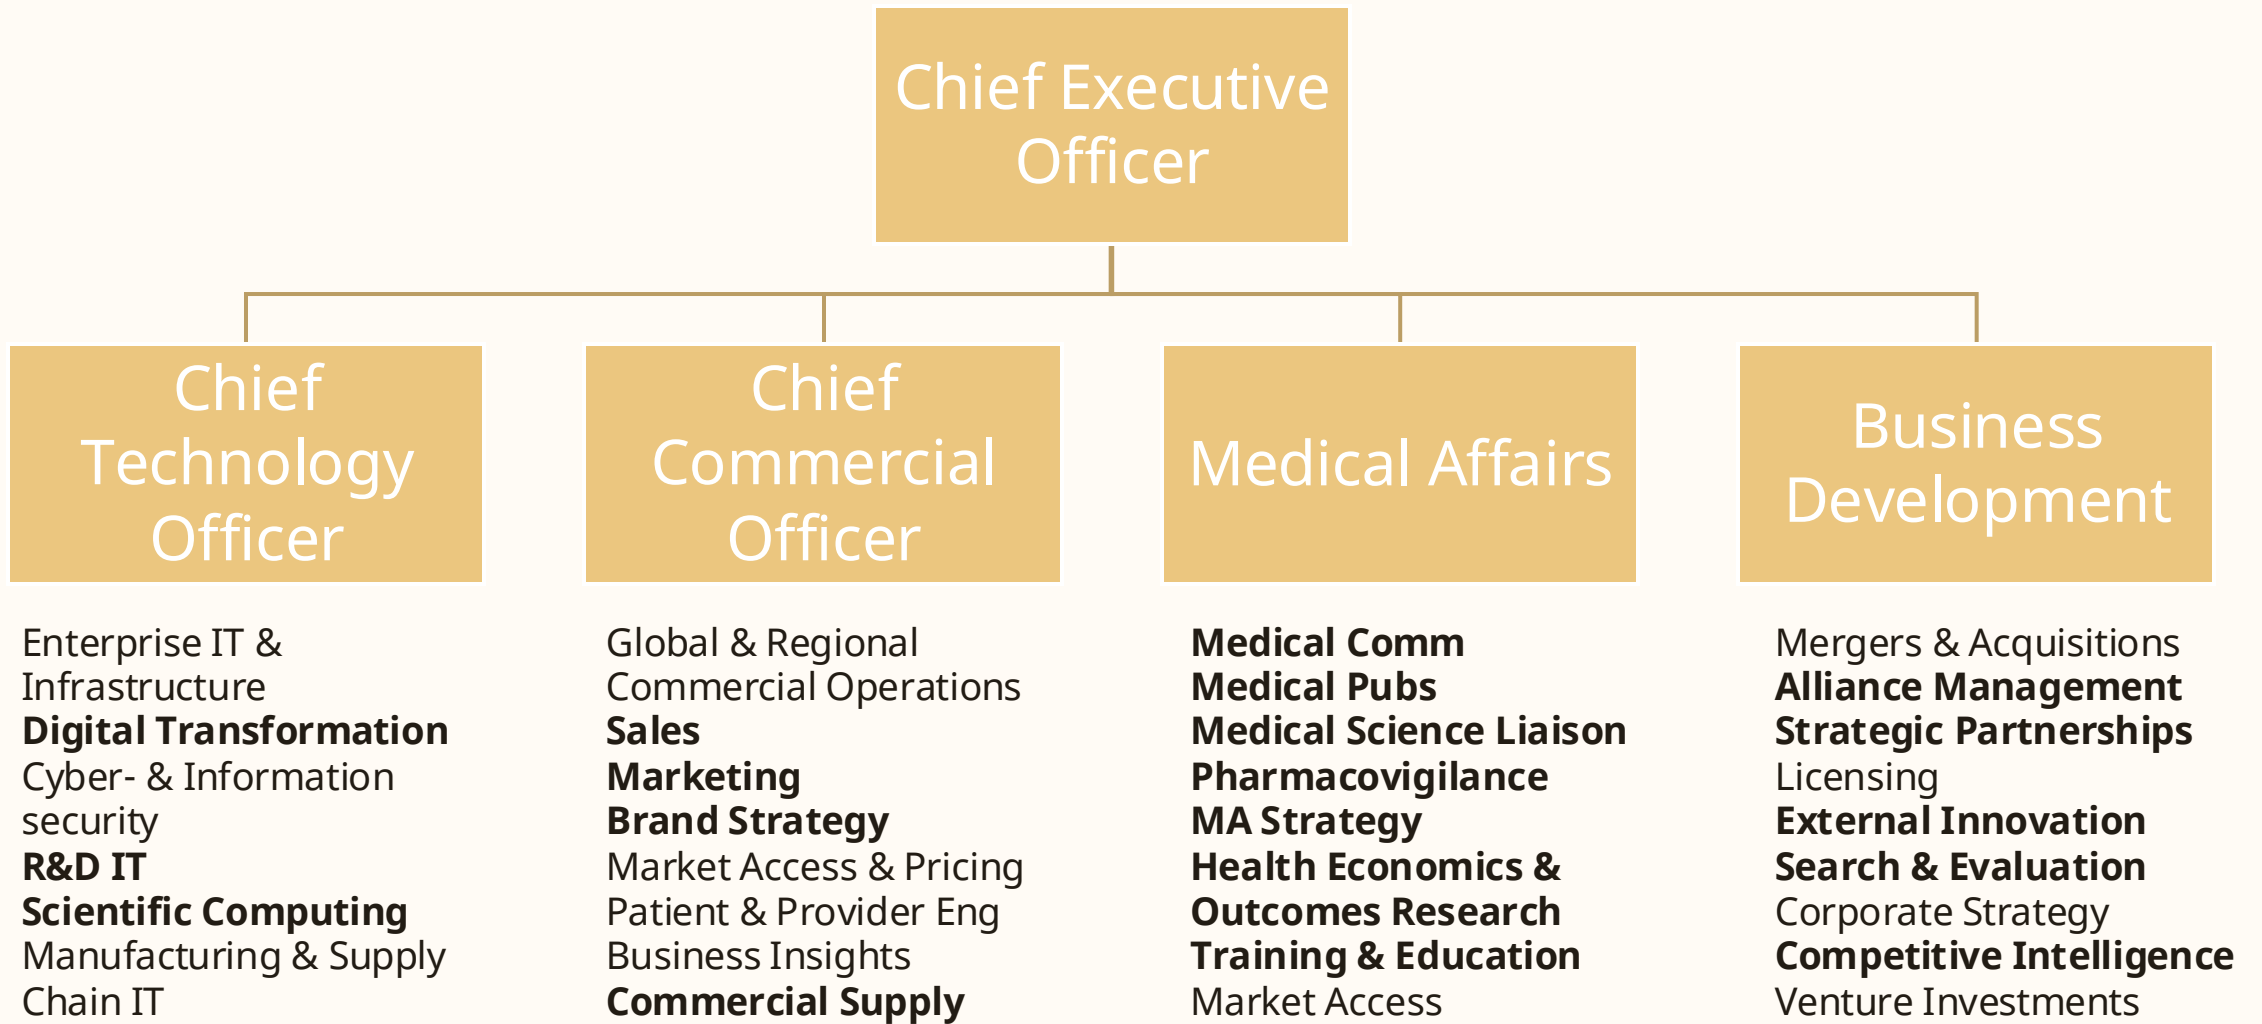 Chief Executive
Officer
Chief
Technology
Officer
Chief
Commercial
Officer
Medical Affairs
Business
Development
Enterprise IT &
Infrastructure
Digital Transformation
Cyber- & Information
security
R&D IT
Scientific Computing
Manufacturing & Supply
Chain IT
Global & Regional
Commercial Operations
Sales
Marketing
Brand Strategy
Market Access & Pricing
Patient & Provider Eng
Business Insights
Commercial Supply
Medical Comm
Medical Pubs
Medical Science Liaison
Pharmacovigilance
MA Strategy
Health Economics &
Outcomes Research
Training & Education
Market Access
Mergers & Acquisitions
Alliance Management
Strategic Partnerships
Licensing
External Innovation
Search & Evaluation
Corporate Strategy
Competitive Intelligence
Venture Investments